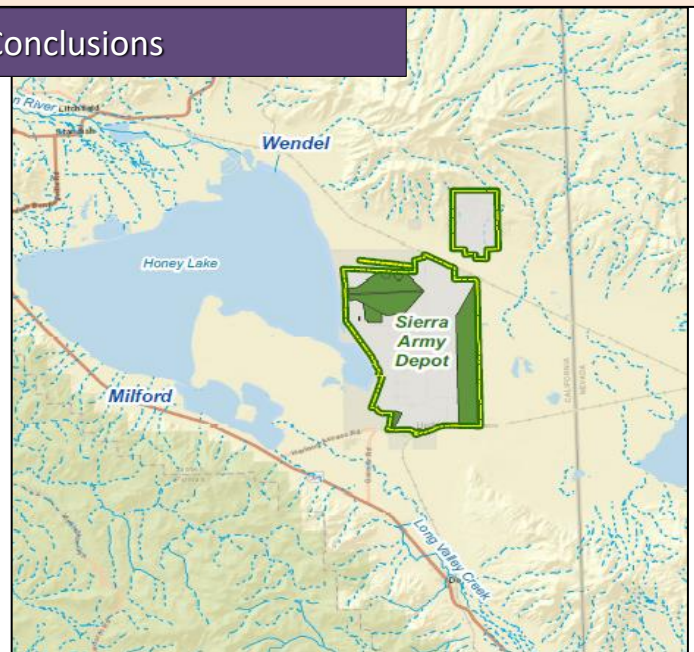 Conclusions
n River
Litchfield
Standish
Wendel
Honey Lake
Sierra
Army
Depot
CALIFORNIA
NEVADA
Milford
Long Valley
Creek